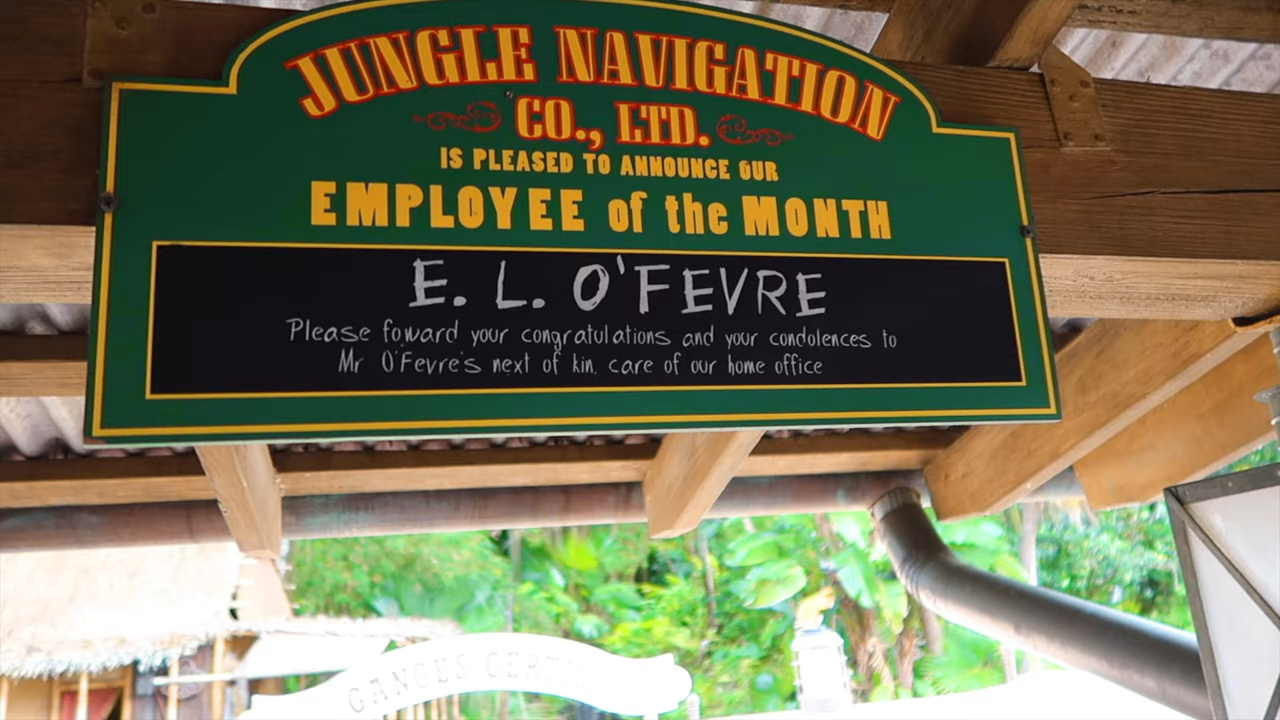 JUNGLE NAVIGATION
CO., LTD.
IS PLEASED TO ANNOUNCE OUR
EMPLOYEE of the MONTH
E. L. O'FEVRE
Please foward your congratulations and your condolences to
Mr O'Fevre's next of kin, care of our home office
GANGES